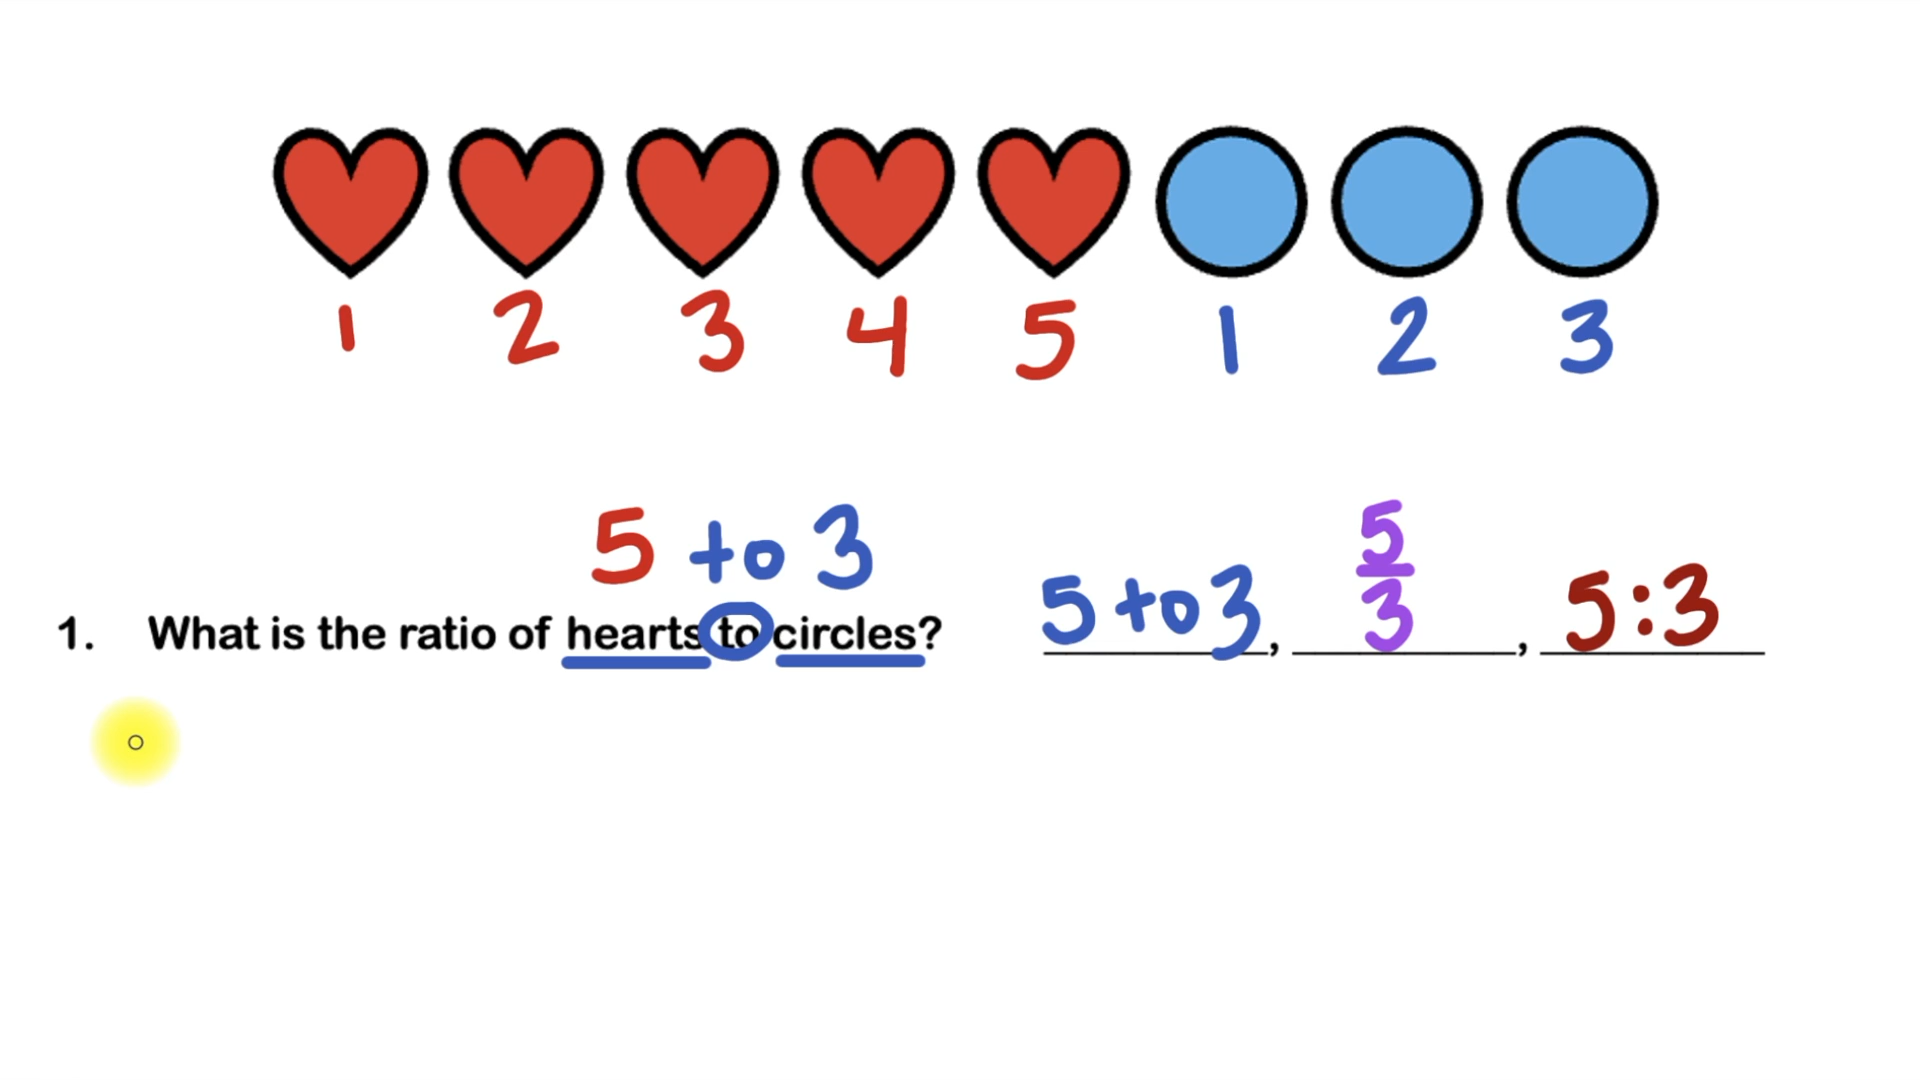 1 2 3 4 5 1 2 3
5 to 3
1. What is the ratio of hearts to circles? 5 to 3, 5/3, 5:3